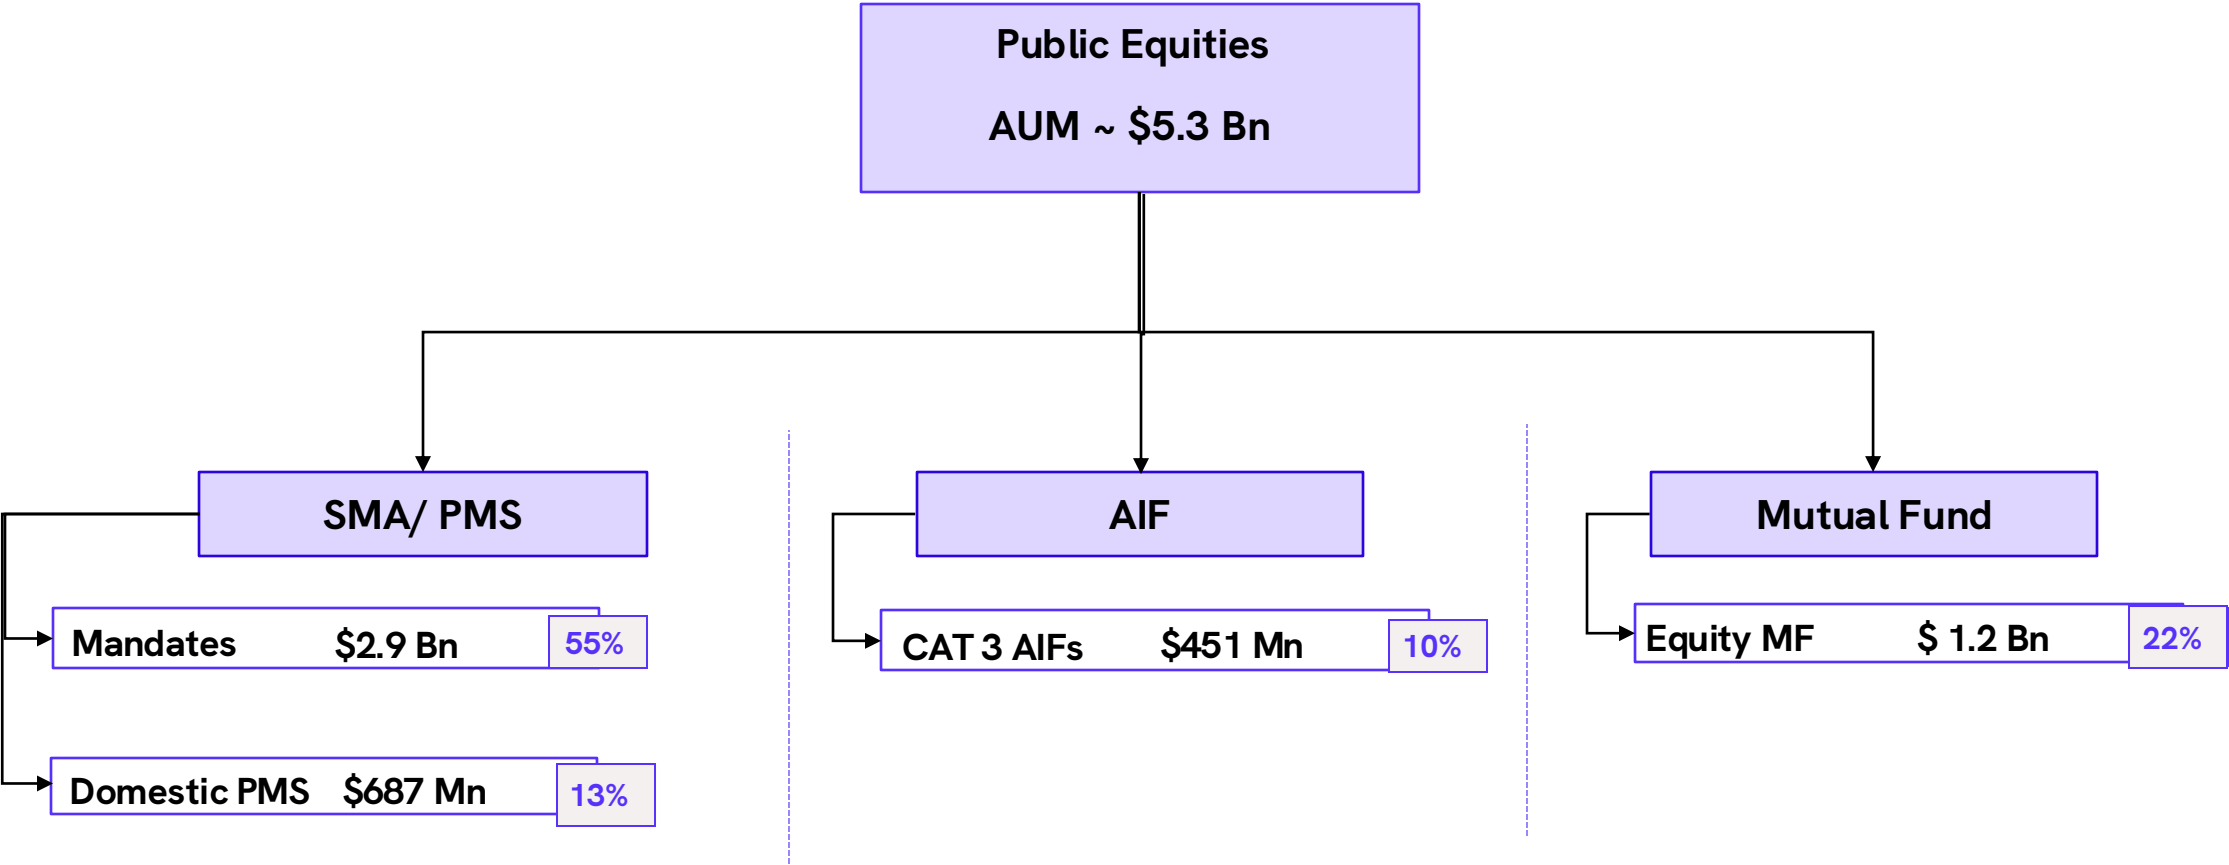 Public Equities
AUM ~ $5.3 Bn
SMA/ PMS
Mandates $2.9 Bn 55%
Domestic PMS $687 Mn 13%
AIF
CAT 3 AIFs $451 Mn 10%
Mutual Fund
Equity MF $ 1.2 Bn 22%